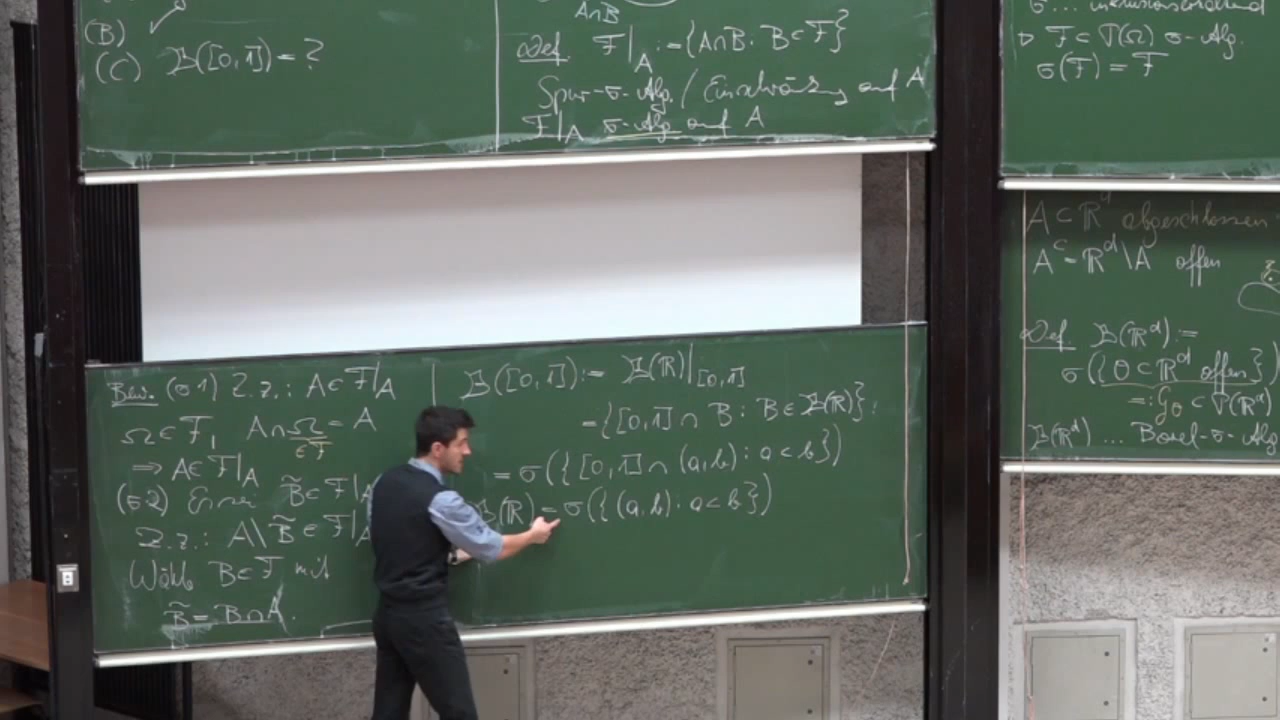 (B)
(C) B([0,1]) = ?
A∩B
Def. F|_A := {A∩B : B∈F}
Spur-σ-Alg. / Einschränkung auf A
F|_A σ-Alg auf A
σ... inklusionserhaltend
▷ F ⊂ P(Ω) σ-Alg.
σ(F) = F
A ⊂ ℝ^d abgeschlossen
A^c = ℝ^d \ A offen
Def. B(ℝ^d) :=
σ({O ⊂ ℝ^d offen})
=: G_O ⊂ P(ℝ^d)
B(ℝ^d) ... Borel-σ-Alg
Bew. (σ1) Z.z.: A∈F|_A
Ω∈F, A∩Ω = A
∈F
⇒ A∈F|_A
(σ2) Sei B̃∈F|_A
Z.z.: A\B̃ ∈ F|_A
Wähle B∈F mit
B̃ = B∩A.
B([0,1]) := B(ℝ)|_[0,1]
= {[0,1] ∩ B : B∈B(ℝ)}
= σ({[0,1] ∩ (a,b) : a<b})
B(ℝ) = σ({(a,b) : a<b})